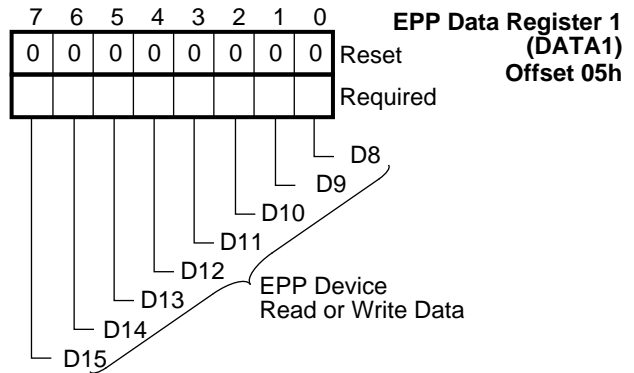 7 6 5 4 3 2 1 0
EPP Data Register 1
(DATA1)
Offset 05h
0 0 0 0 0 0 0 0 Reset
Required
D8
D9
D10
D11
D12
D13
D14
D15
EPP Device
Read or Write Data